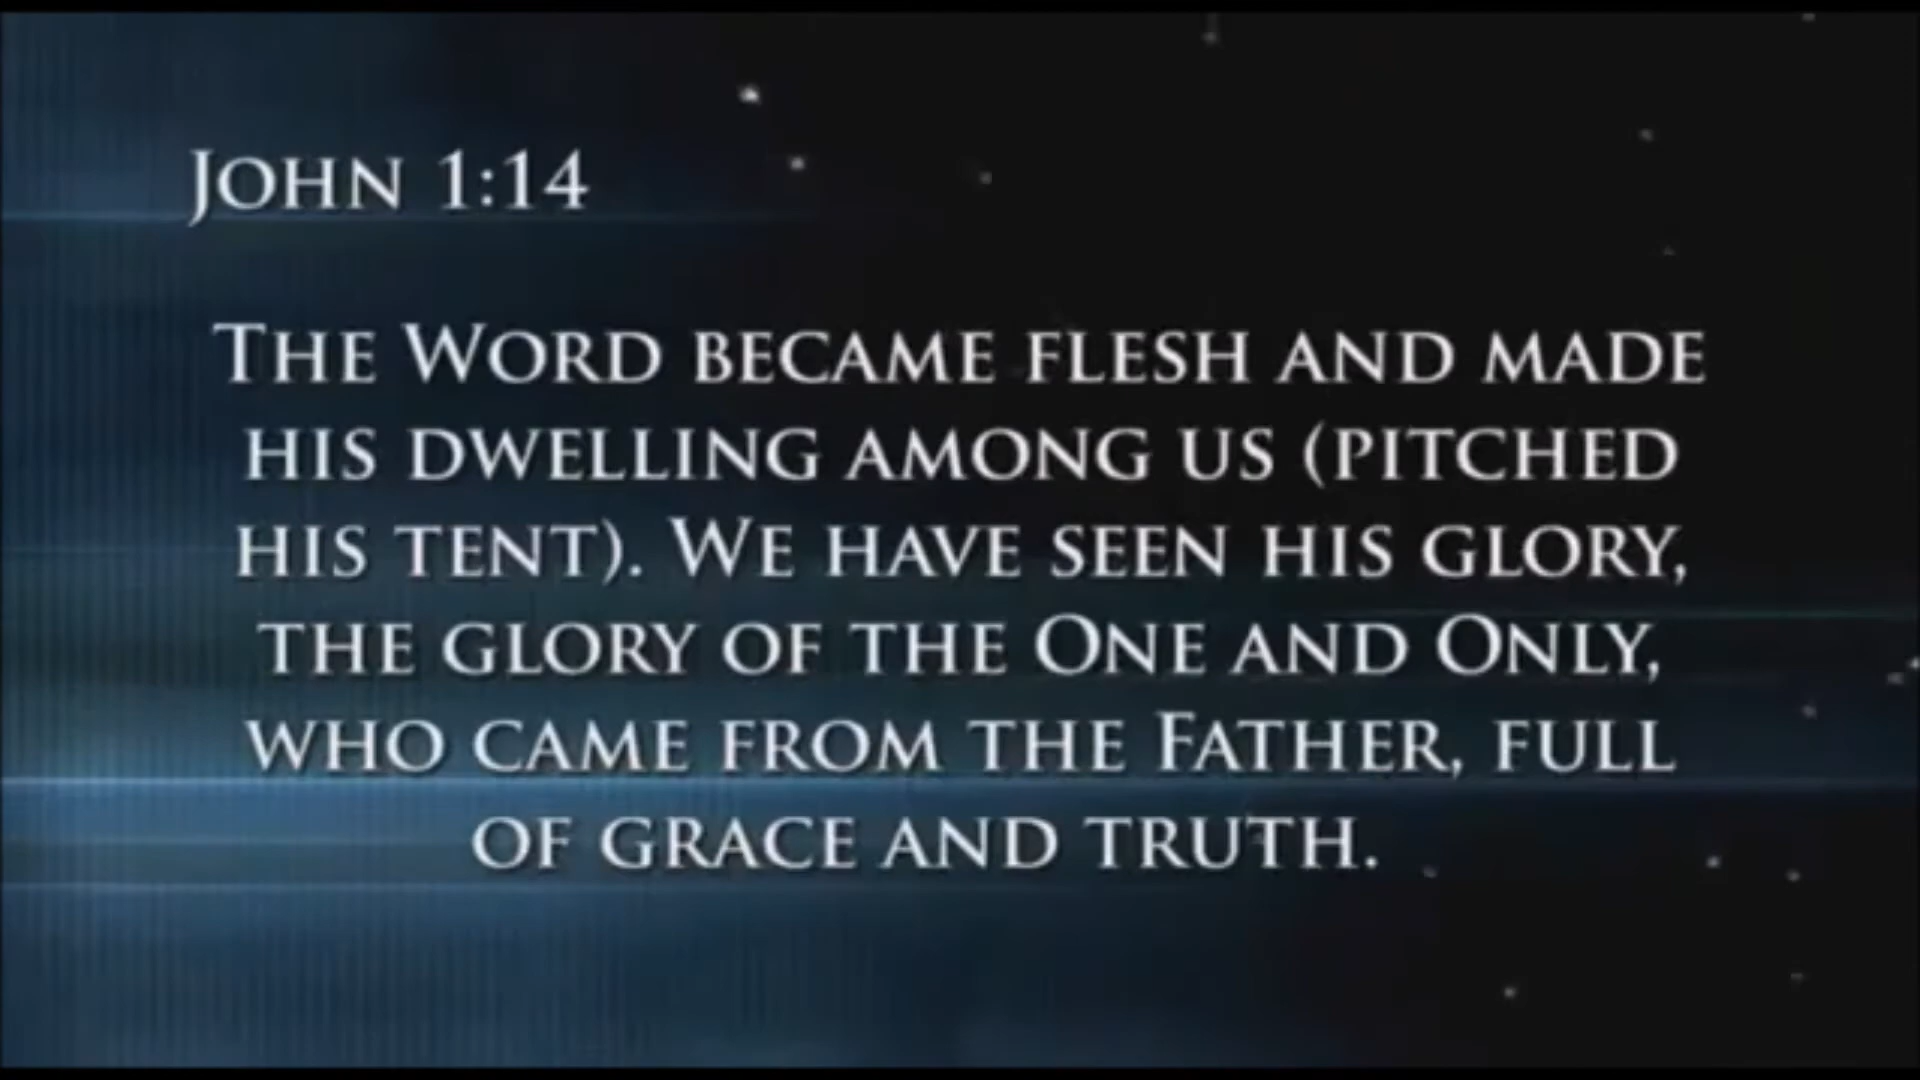 John 1:14
The Word became flesh and made
his dwelling among us (pitched
his tent). We have seen his glory,
the glory of the One and Only,
who came from the Father, full
of grace and truth.